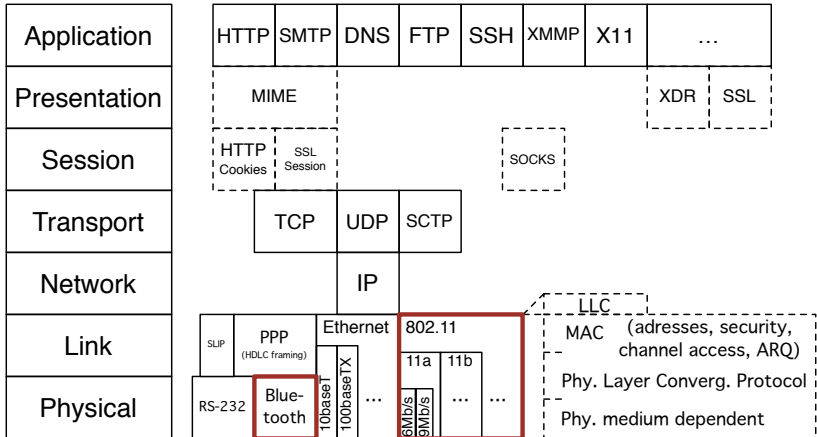 Application
HTTP SMTP DNS FTP SSH XMMP X11 ...
Presentation
MIME
XDR SSL
Session
HTTP
Cookies
SSL
Session
SOCKS
Transport
TCP UDP SCTP
Network
IP
Link
SLIP
PPP
(HDLC framing)
Ethernet
802.11
LLC
MAC (adresses, security,
channel access, ARQ)
11a 11b
Phy. Layer Converg. Protocol
Physical
RS-232
Blue-
tooth
10baseT
100baseTX
...
6Mb/s
9Mb/s
...
...
Phy. medium dependent